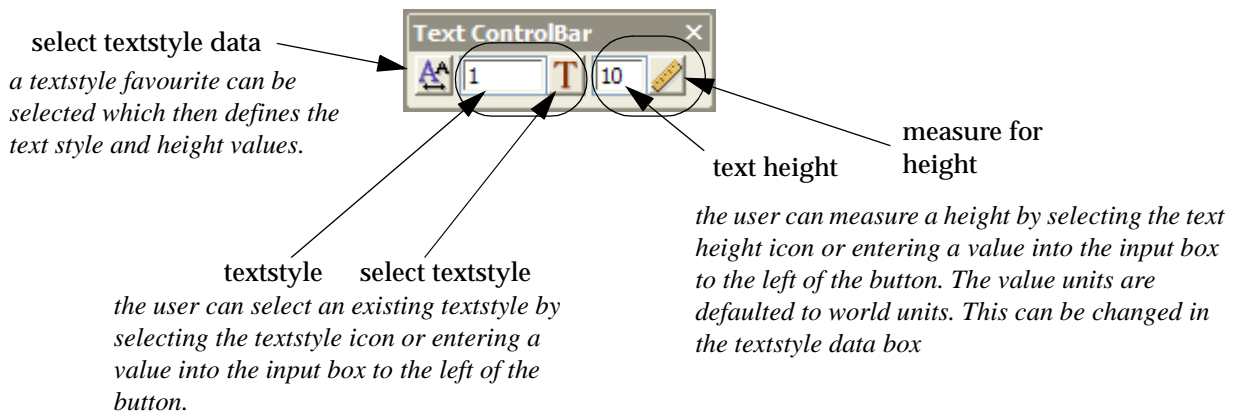 Text ControlBar
1 T 10
select textstyle data
a textstyle favourite can be
selected which then defines the
text style and height values.
measure for
height
text height
the user can measure a height by selecting the text
height icon or entering a value into the input box
to the left of the button. The value units are
defaulted to world units. This can be changed in
the textstyle data box
textstyle
select textstyle
the user can select an existing textstyle by
selecting the textstyle icon or entering a
value into the input box to the left of the
button.